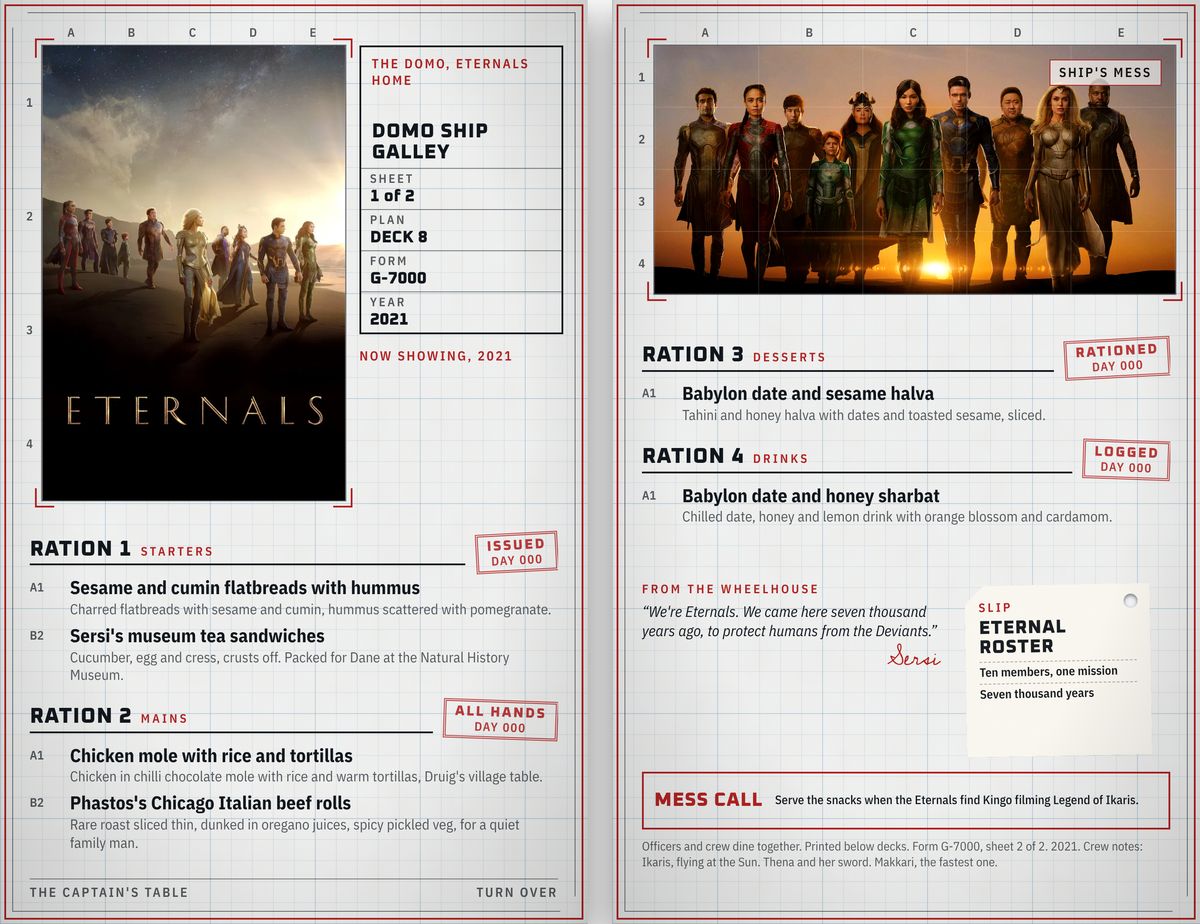 A B C D E
1
2
3
4
ETERNALS
THE DOMO, ETERNALS
HOME
DOMO SHIP
GALLEY
SHEET
1 of 2
PLAN
DECK 8
FORM
G-7000
YEAR
2021
NOW SHOWING, 2021
RATION 1 STARTERS
ISSUED
DAY 000
A1 Sesame and cumin flatbreads with hummus
Charred flatbreads with sesame and cumin, hummus scattered with pomegranate.
B2 Sersi's museum tea sandwiches
Cucumber, egg and cress, crusts off. Packed for Dane at the Natural History
Museum.
RATION 2 MAINS
ALL HANDS
DAY 000
A1 Chicken mole with rice and tortillas
Chicken in chilli chocolate mole with rice and warm tortillas, Druig's village table.
B2 Phastos's Chicago Italian beef rolls
Rare roast sliced thin, dunked in oregano juices, spicy pickled veg, for a quiet
family man.
THE CAPTAIN'S TABLE
TURN OVER
A B C D E
1
2
3
4
SHIP'S MESS
RATION 3 DESSERTS
RATIONED
DAY 000
A1 Babylon date and sesame halva
Tahini and honey halva with dates and toasted sesame, sliced.
RATION 4 DRINKS
LOGGED
DAY 000
A1 Babylon date and honey sharbat
Chilled date, honey and lemon drink with orange blossom and cardamom.
FROM THE WHEELHOUSE
“We're Eternals. We came here seven thousand
years ago, to protect humans from the Deviants.”
Sersi
SLIP
ETERNAL
ROSTER
Ten members, one mission
Seven thousand years
MESS CALL Serve the snacks when the Eternals find Kingo filming Legend of Ikaris.
Officers and crew dine together. Printed below decks. Form G-7000, sheet 2 of 2. 2021. Crew notes:
Ikaris, flying at the Sun. Thena and her sword. Makkari, the fastest one.